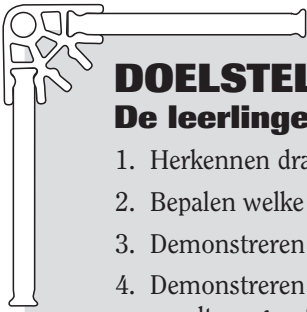 DOELSTEL
De leerlinge
1. Herkennen dra
2. Bepalen welke
3. Demonstreren
4. Demonstreren